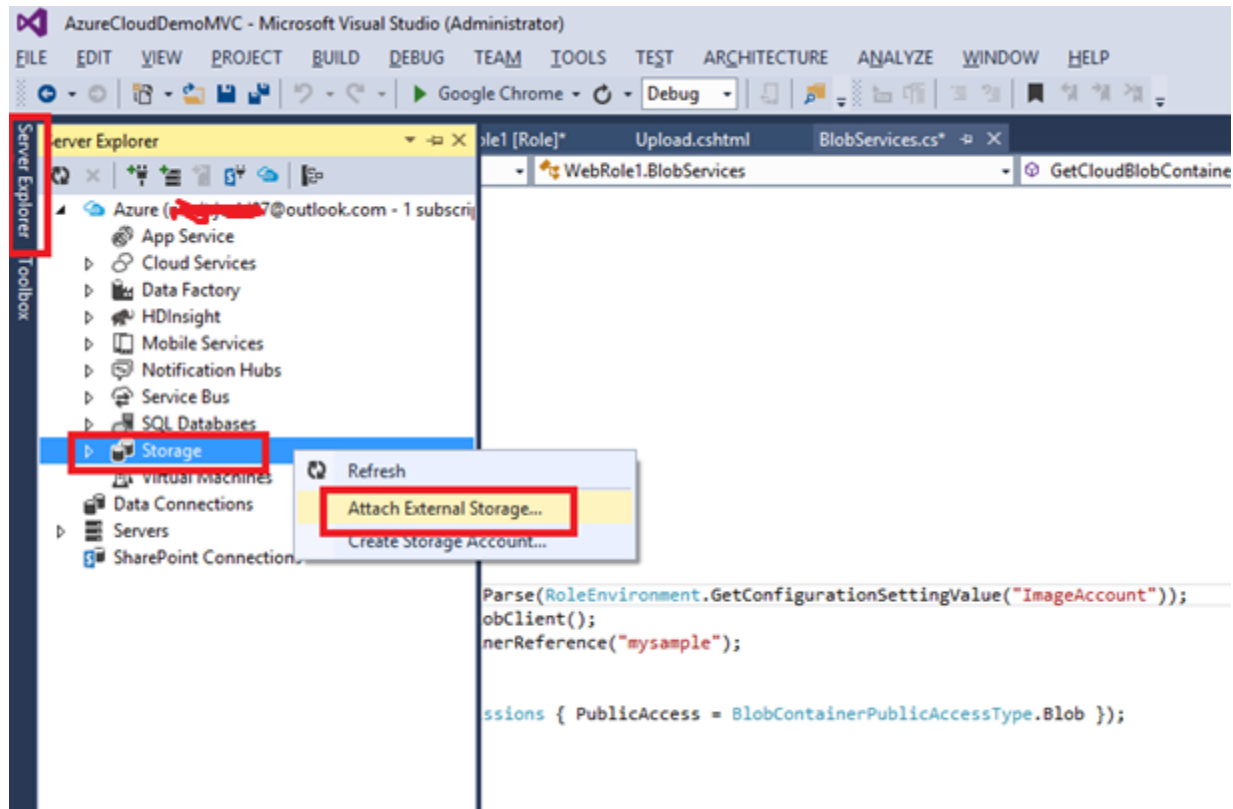 AzureCloudDemoMVC - Microsoft Visual Studio (Administrator)
FILE EDIT VIEW PROJECT BUILD DEBUG TEAM TOOLS TEST ARCHITECTURE ANALYZE WINDOW HELP
Google Chrome Debug
Server Explorer
Toolbox
Server Explorer
Azure ( 7@outlook.com - 1 subscrip
App Service
Cloud Services
Data Factory
HDInsight
Mobile Services
Notification Hubs
Service Bus
SQL Databases
Storage
Virtual Machines
Data Connections
Servers
SharePoint Connections
Refresh
Attach External Storage...
Create Storage Account...
ole1 [Role]* Upload.cshtml BlobServices.cs*
WebRole1.BlobServices GetCloudBlobContaine
Parse(RoleEnvironment.GetConfigurationSettingValue("ImageAccount"));
obClient();
nerReference("mysample");
ssions { PublicAccess = BlobContainerPublicAccessType.Blob });